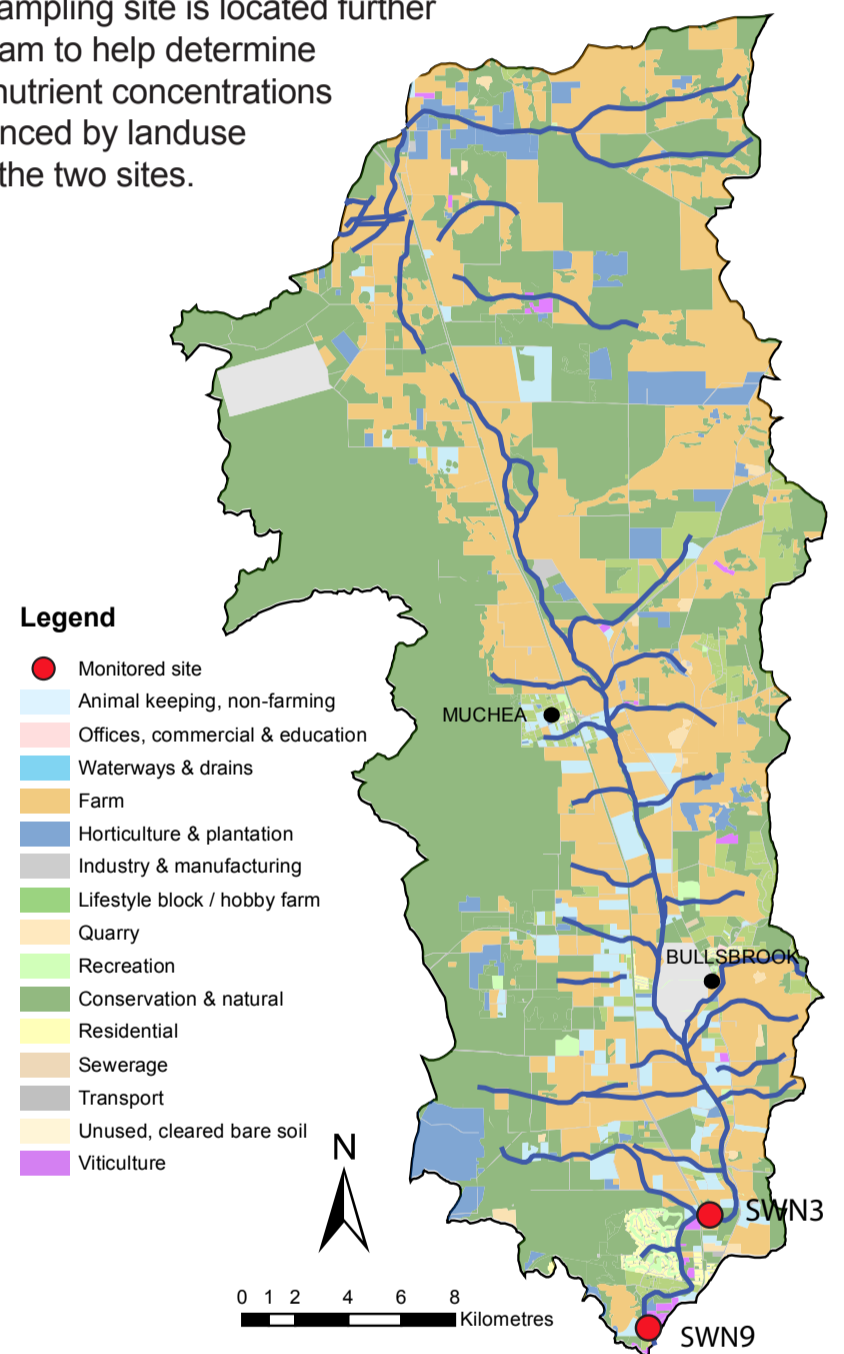 ampling site is located further
am to help determine
nutrient concentrations
nced by landuse
the two sites.
MUCHEA
BULLSBROOK
SWN3
SWN9
Legend
Monitored site
Animal keeping, non-farming
Offices, commercial & education
Waterways & drains
Farm
Horticulture & plantation
Industry & manufacturing
Lifestyle block / hobby farm
Quarry
Recreation
Conservation & natural
Residential
Sewerage
Transport
Unused, cleared bare soil
Viticulture
N
0 1 2 4 6 8
Kilometres